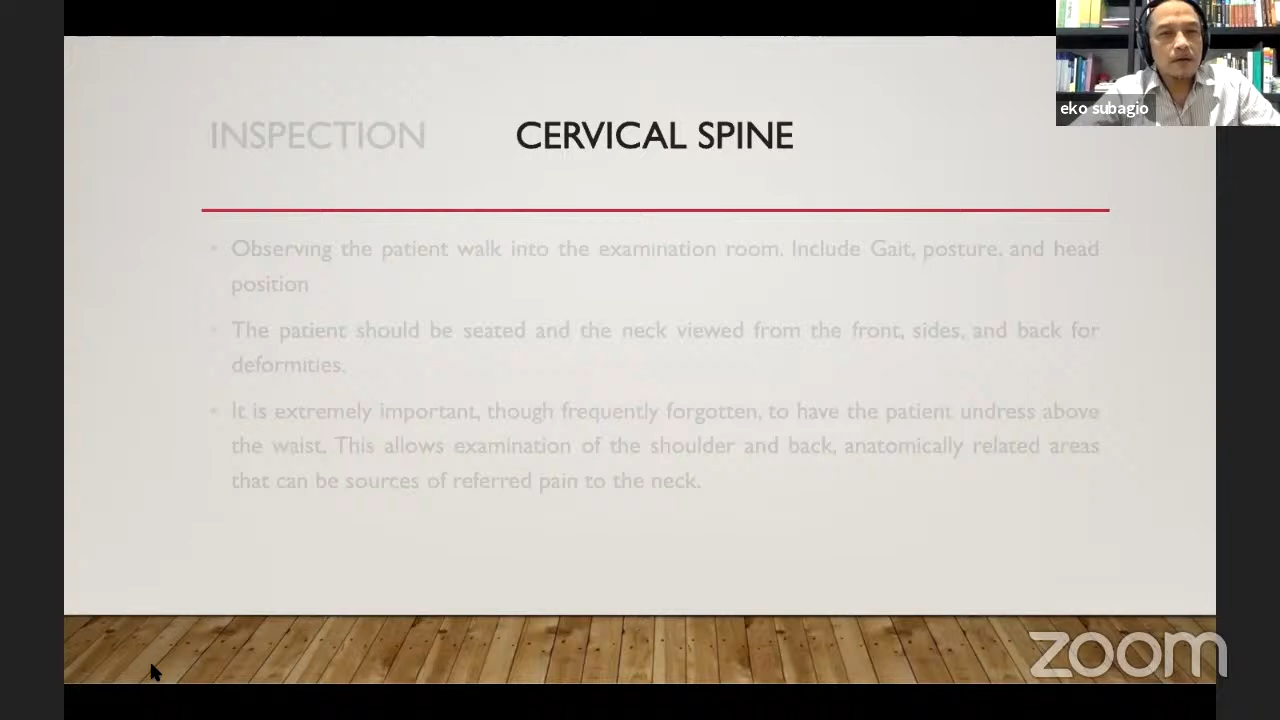 eko subagio
INSPECTION CERVICAL SPINE
• Observing the patient walk into the examination room. Include Gait, posture, and head
position
• The patient should be seated and the neck viewed from the front, sides, and back for
deformities.
• It is extremely important, though frequently forgotten, to have the patient undress above
the waist. This allows examination of the shoulder and back, anatomically related areas
that can be sources of referred pain to the neck.
zoom